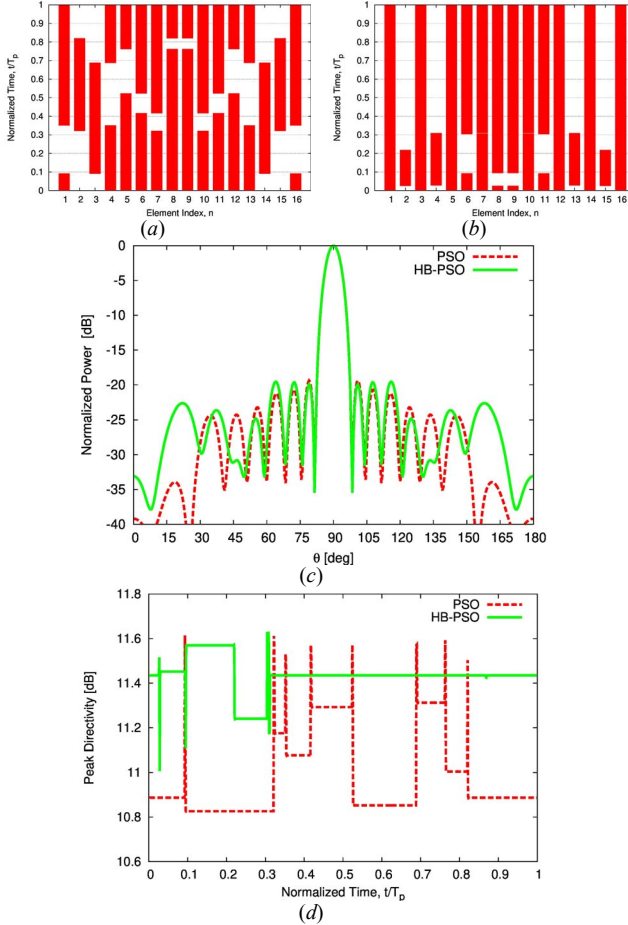 Normalized Time, t/Tp
1
0.9
0.8
0.7
0.6
0.5
0.4
0.3
0.2
0.1
0
1 2 3 4 5 6 7 8 9 10 11 12 13 14 15 16
Element Index, n
(a)
Normalized Time, t/Tp
1
0.9
0.8
0.7
0.6
0.5
0.4
0.3
0.2
0.1
0
1 2 3 4 5 6 7 8 9 10 11 12 13 14 15 16
Element Index, n
(b)
PSO
HB-PSO
Normalized Power [dB]
0
-5
-10
-15
-20
-25
-30
-35
-40
0 15 30 45 60 75 90 105 120 135 150 165 180
θ [deg]
(c)
PSO
HB-PSO
Peak Directivity [dB]
11.8
11.6
11.4
11.2
11
10.8
10.6
0 0.1 0.2 0.3 0.4 0.5 0.6 0.7 0.8 0.9 1
Normalized Time, t/Tp
(d)